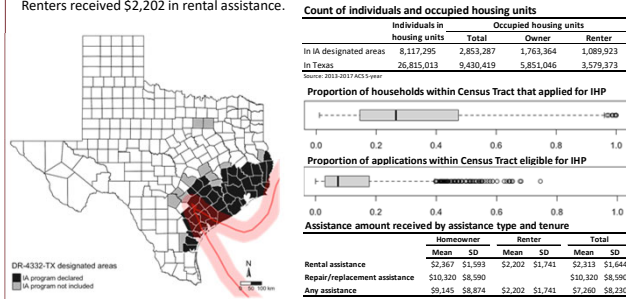 Renters received $2,202 in rental assistance.
DR-4332-TX designated areas
IA program declared
IA program not included
N
0 50 100 km
Count of individuals and occupied housing units
Individuals in Occupied housing units
housing units Total Owner Renter
In IA designated areas 8,117,295 2,853,287 1,763,364 1,089,923
In Texas 26,815,013 9,430,419 5,851,046 3,579,373
Source: 2013-2017 ACS 5-year
Proportion of households within Census Tract that applied for IHP
0.0 0.2 0.4 0.6 0.8 1.0
Proportion of applications within Census Tract eligible for IHP
0.0 0.2 0.4 0.6 0.8 1.0
Assistance amount received by assistance type and tenure
Homeowner Renter Total
Mean SD Mean SD Mean SD
Rental assistance $2,367 $1,593 $2,202 $1,741 $2,313 $1,644
Repair/replacement assistance $10,320 $8,590 $10,320 $8,590
Any assistance $9,145 $8,874 $2,202 $1,741 $7,260 $8,230